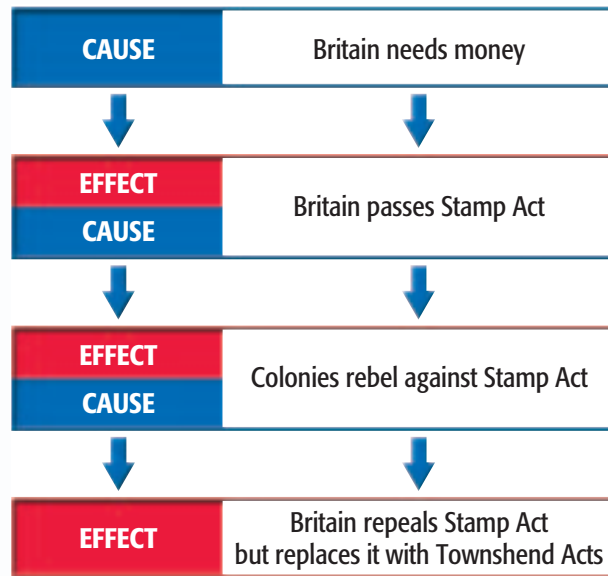 CAUSE
Britain needs money
EFFECT
CAUSE
Britain passes Stamp Act
EFFECT
CAUSE
Colonies rebel against Stamp Act
EFFECT
Britain repeals Stamp Act
but replaces it with Townshend Acts